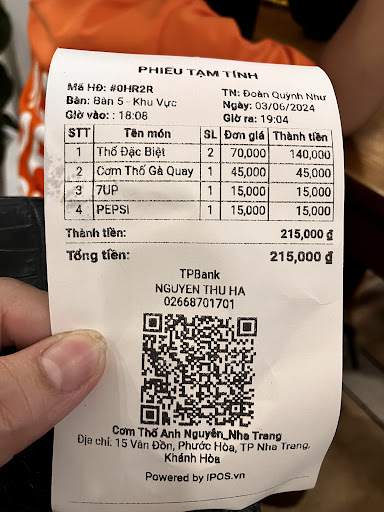 PHIẾU TẠM TÍNH
Mã HĐ: #0HR2R TN: Đoàn Quỳnh Như
Bàn: Bàn 5 - Khu Vực Ngày: 03/06/2024
Giờ vào: : 18:08 Giờ ra: 19:04
STT Tên món SL Đơn giá Thành tiền
1 Thố Đặc Biệt 2 70,000 140,000
2 Cơm Thố Gà Quay 1 45,000 45,000
3 7UP 1 15,000 15,000
4 PEPSI 1 15,000 15,000
Thành tiền: 215,000 đ
Tổng tiền: 215,000 đ
TPBank
NGUYEN THU HA
02668701701
Cơm Thố Anh Nguyên_Nha Trang
Địa chỉ: 15 Vân Đồn, Phước Hòa, TP Nha Trang,
Khánh Hòa
Powered by iPOS.vn